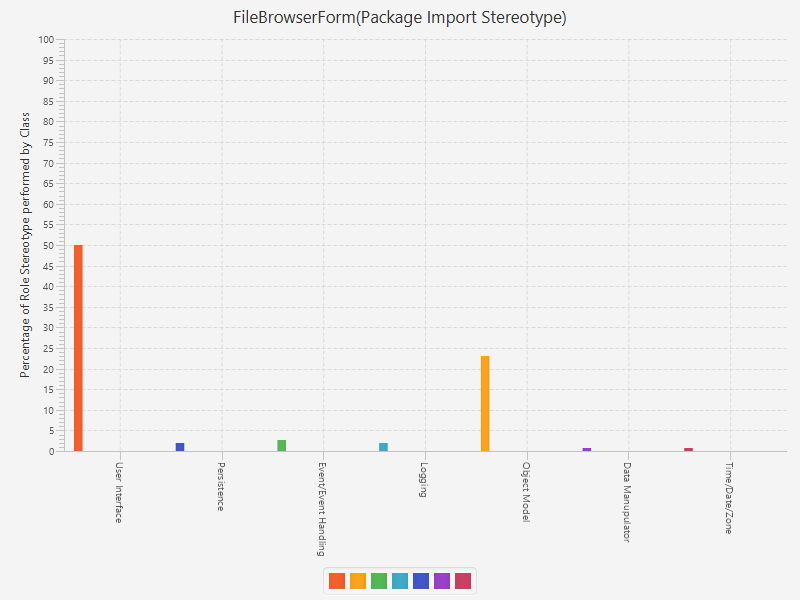 FileBrowserForm(Package Import Stereotype)
Percentage of Role Stereotype performed by Class
100
95
90
85
80
75
70
65
60
55
50
45
40
35
30
25
20
15
10
5
0
User Interface
Persistence
Event/Event Handling
Logging
Object Model
Data Manupulator
Time/Date/Zone